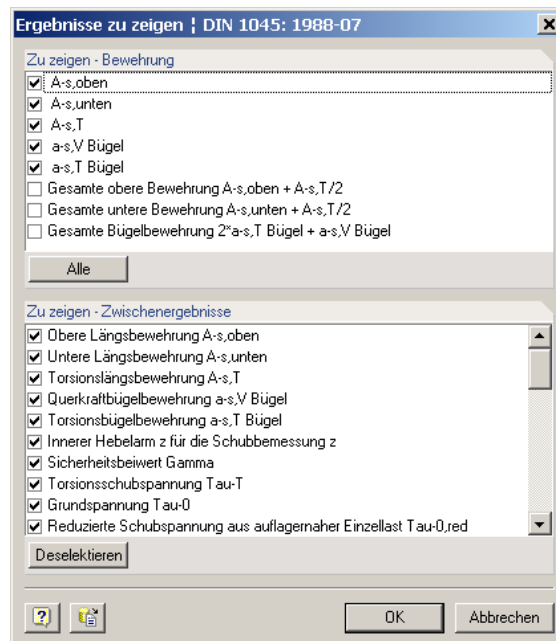 Ergebnisse zu zeigen ¦ DIN 1045: 1988-07
Zu zeigen - Bewehrung
A-s,oben
A-s,unten
A-s,T
a-s,V Bügel
a-s,T Bügel
Gesamte obere Bewehrung A-s,oben + A-s,T/2
Gesamte untere Bewehrung A-s,unten + A-s,T/2
Gesamte Bügelbewehrung 2*a-s,T Bügel + a-s,V Bügel
Alle
Zu zeigen - Zwischenergebnisse
Obere Längsbewehrung A-s,oben
Untere Längsbewehrung A-s,unten
Torsionslängsbewehrung A-s,T
Querkraftbügelbewehrung a-s,V Bügel
Torsionsbügelbewehrung a-s,T Bügel
Innerer Hebelarm z für die Schubbemessung z
Sicherheitsbeiwert Gamma
Torsionsschubspannung Tau-T
Grundspannung Tau-0
Reduzierte Schubspannung aus auflagernaher Einzellast Tau-0,red
Deselektieren
OK Abbrechen